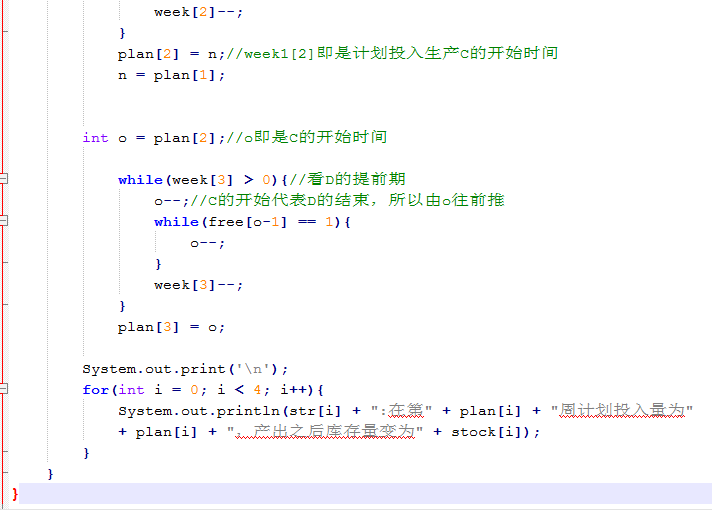 week[2]--;
}
plan[2] = n;//week1[2]即是计划投入生产C的开始时间
n = plan[1];
int o = plan[2];//o即是C的开始时间
while(week[3] > 0){//看D的提前期
o--;//C的开始代表D的结束，所以由o往前推
while(free[o-1] == 1){
o--;
}
week[3]--;
}
plan[3] = o;
System.out.print('\n');
for(int i = 0; i < 4; i++){
System.out.println(str[i] + ":在第" + plan[i] + "周计划投入量为"
+ plan[i] + "，产出之后库存量变为" + stock[i]);
}
}
}